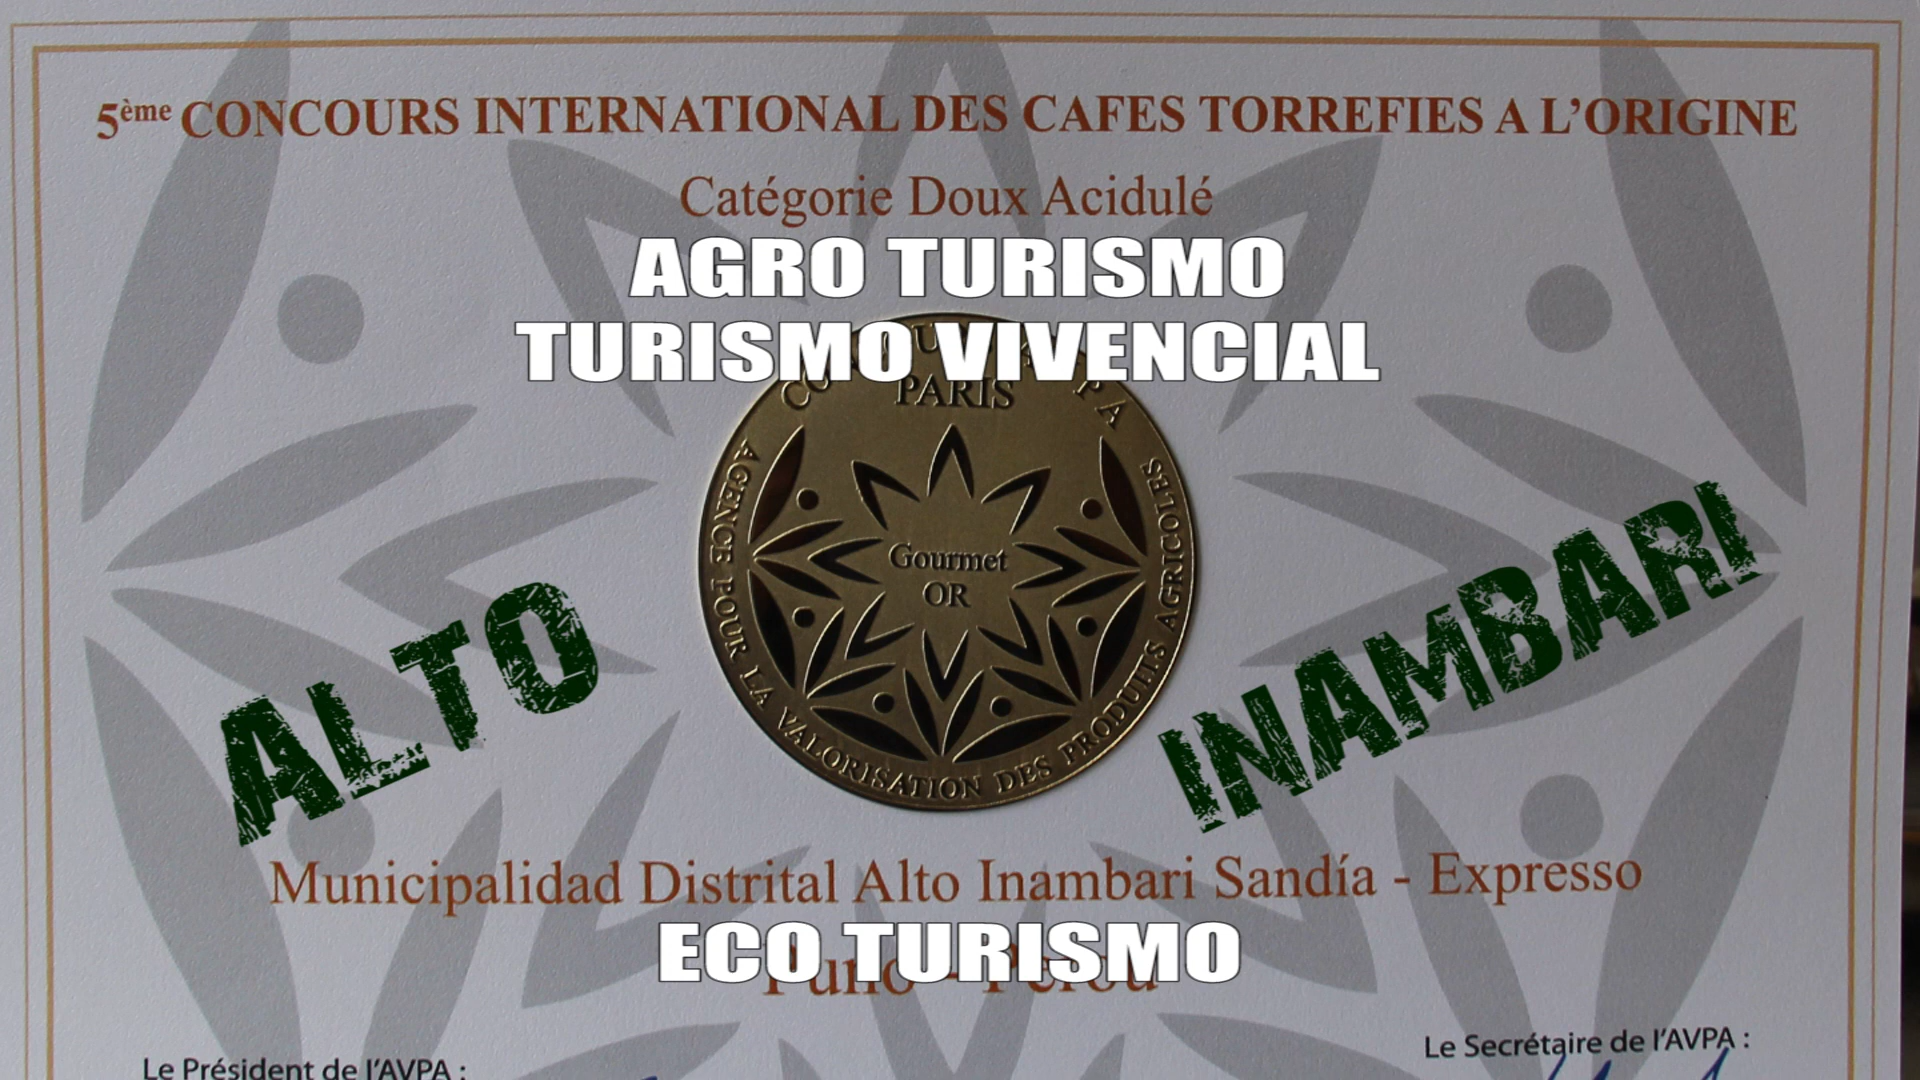 5ème CONCOURS INTERNATIONAL DES CAFES TORREFIES A L'ORIGINE
Catégorie Doux Acidulé
AGRO TURISMO
TURISMO VIVENCIAL
PARIS
Gourmet
OR
AGENCE POUR LA VALORISATION DES PRODUITS AGRICOLES
ALTO
INAMBARI
Municipalidad Distrital Alto Inambari Sandía - Expresso
ECO TURISMO
Puno - Perou
Le Secrétaire de l'AVPA :
Le Président de l'AVPA :